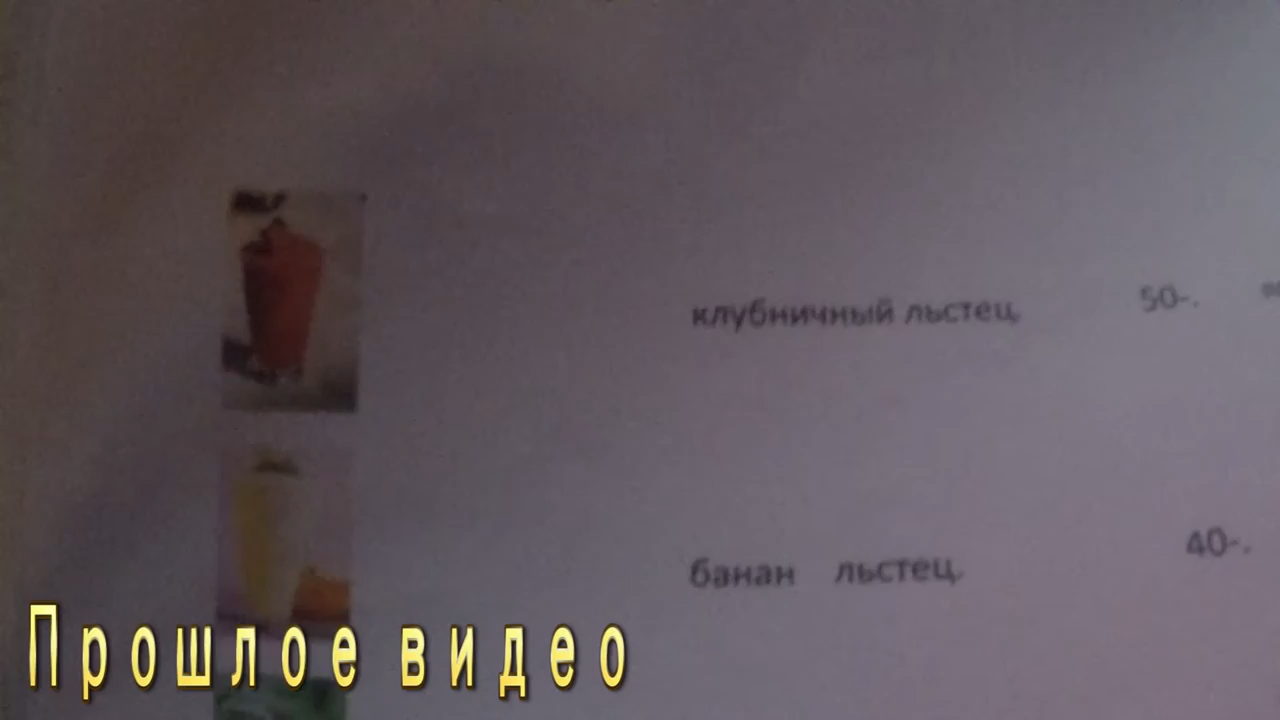 клубничный льстец 50-.
банан льстец. 40-.
Прошлое видео